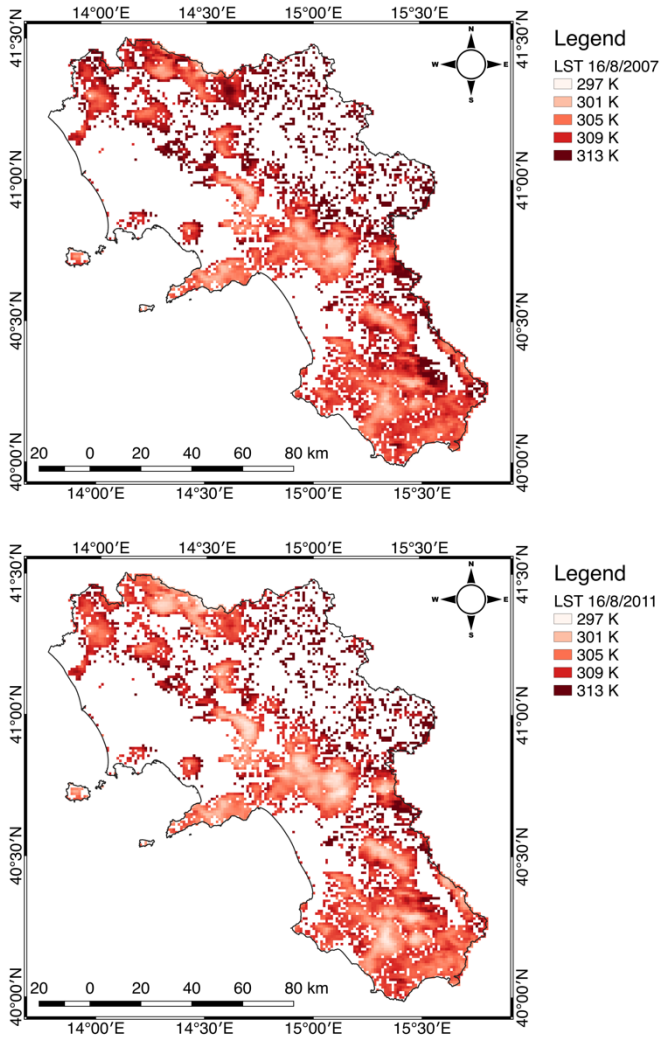 14°00′E 14°30′E 15°00′E 15°30′E
41°30′N 41°30′N
41°00′N 41°00′N
40°30′N 40°30′N
40°00′N 40°00′N
N
W E
S
20 0 20 40 60 80 km
14°00′E 14°30′E 15°00′E 15°30′E
Legend
LST 16/8/2007
297 K
301 K
305 K
309 K
313 K
14°00′E 14°30′E 15°00′E 15°30′E
41°30′N 41°30′N
41°00′N 41°00′N
40°30′N 40°30′N
40°00′N 40°00′N
N
W E
S
20 0 20 40 60 80 km
14°00′E 14°30′E 15°00′E 15°30′E
Legend
LST 16/8/2011
297 K
301 K
305 K
309 K
313 K